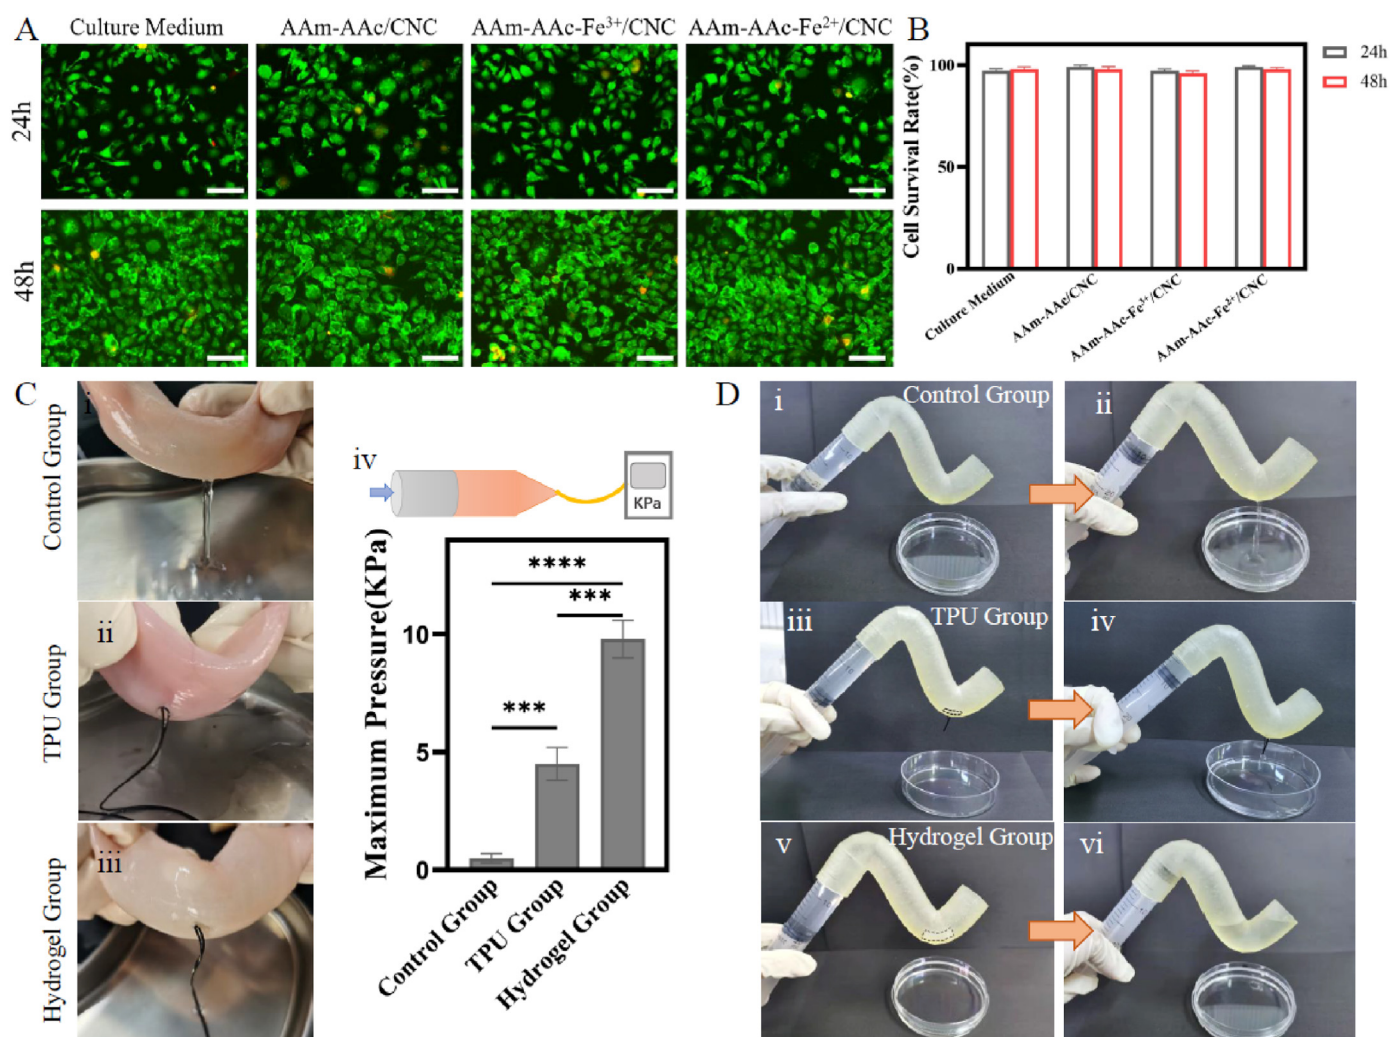 A
Culture Medium
AAm-AAc/CNC
AAm-AAc-Fe³⁺/CNC
AAm-AAc-Fe²⁺/CNC
24h
48h
B
Cell Survival Rate(%)
100
50
0
24h
48h
Culture Medium
AAm-AAc/CNC
AAm-AAc-Fe³⁺/CNC
AAm-AAc-Fe²⁺/CNC
C
Control Group
i
TPU Group
ii
Hydrogel Group
iii
iv
KPa
Maximum Pressure(KPa)
10
5
0
****
***
***
Control Group
TPU Group
Hydrogel Group
D
i
Control Group
ii
iii
TPU Group
iv
v
Hydrogel Group
vi